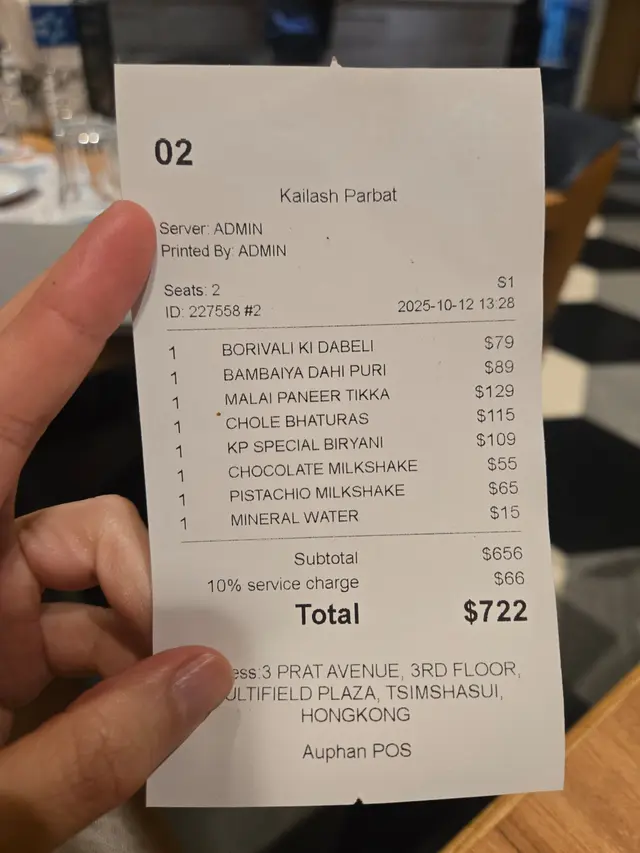 02
Kailash Parbat
Server: ADMIN
Printed By: ADMIN
Seats: 2 S1
ID: 227558 #2 2025-10-12 13:28
1 BORIVALI KI DABELI $79
1 BAMBAIYA DAHI PURI $89
1 MALAI PANEER TIKKA $129
1 CHOLE BHATURAS $115
1 KP SPECIAL BIRYANI $109
1 CHOCOLATE MILKSHAKE $55
1 PISTACHIO MILKSHAKE $65
1 MINERAL WATER $15
Subtotal $656
10% service charge $66
Total $722
ess:3 PRAT AVENUE, 3RD FLOOR,
ULTIFIELD PLAZA, TSIMSHASUI,
HONGKONG
Auphan POS